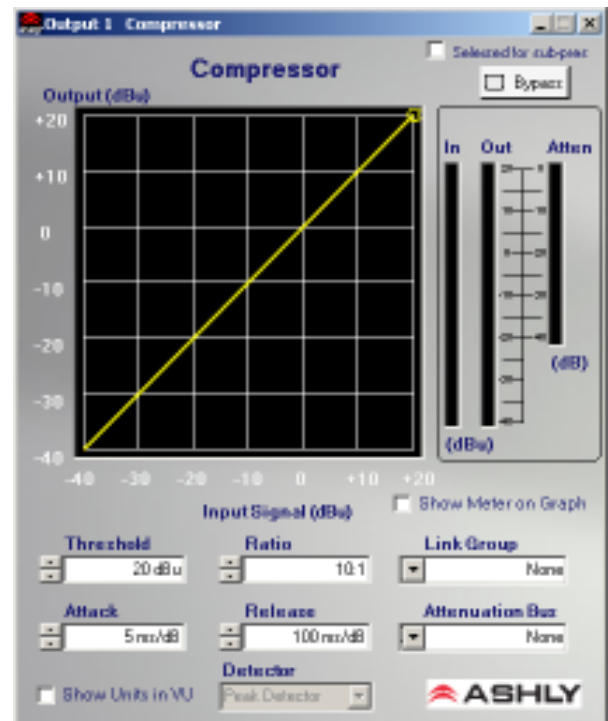 Output 1 Compressor
Compressor
Selected for sub-pres
Bypass
Output (dBu)
+20
+10
0
-10
-20
-30
-40
-40 -30 -20 -10 0 +10 +20
Input Signal (dBu)
In Out Atten
(dB)
(dBu)
Show Meter on Graph
Threshold Ratio Link Group
20 dBu 10:1 None
Attack Release Attenuation Bus
5 ms/dB 100 ms/dB None
Detector
Show Units in VU Peak Detector
ASHLY